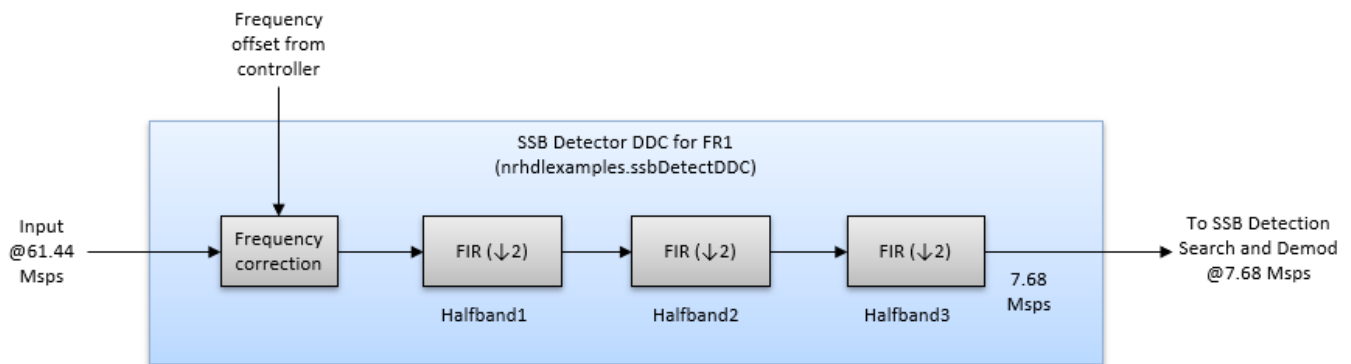 Frequency
offset from
controller
SSB Detector DDC for FR1
(nrhdlexamples.ssbDetectDDC)
Input
@61.44
Msps
Frequency
correction
FIR (↓2)
FIR (↓2)
FIR (↓2)
To SSB Detection
Search and Demod
@7.68 Msps
7.68
Msps
Halfband1
Halfband2
Halfband3